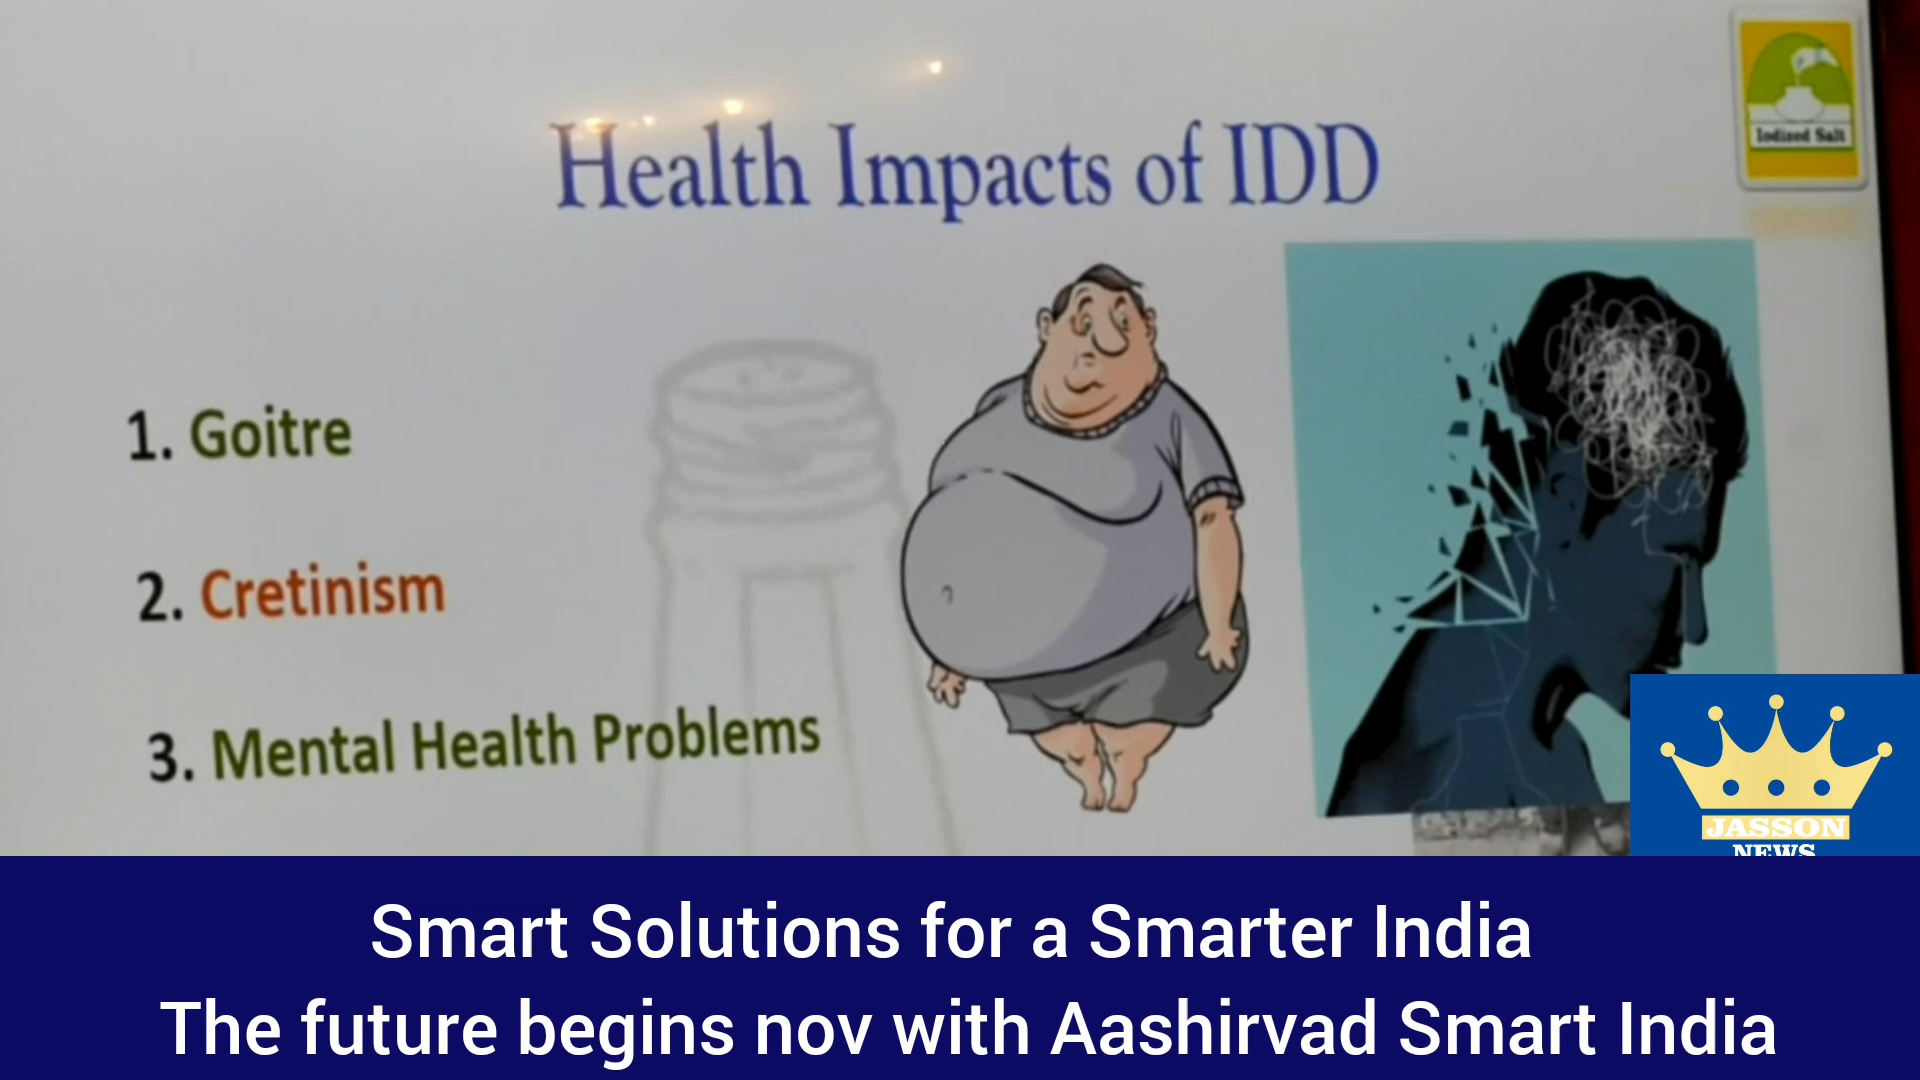 Health Impacts of IDD
Iodized Salt
1. Goitre
2. Cretinism
3. Mental Health Problems
JASSON
NEWS
Smart Solutions for a Smarter India
The future begins nov with Aashirvad Smart India